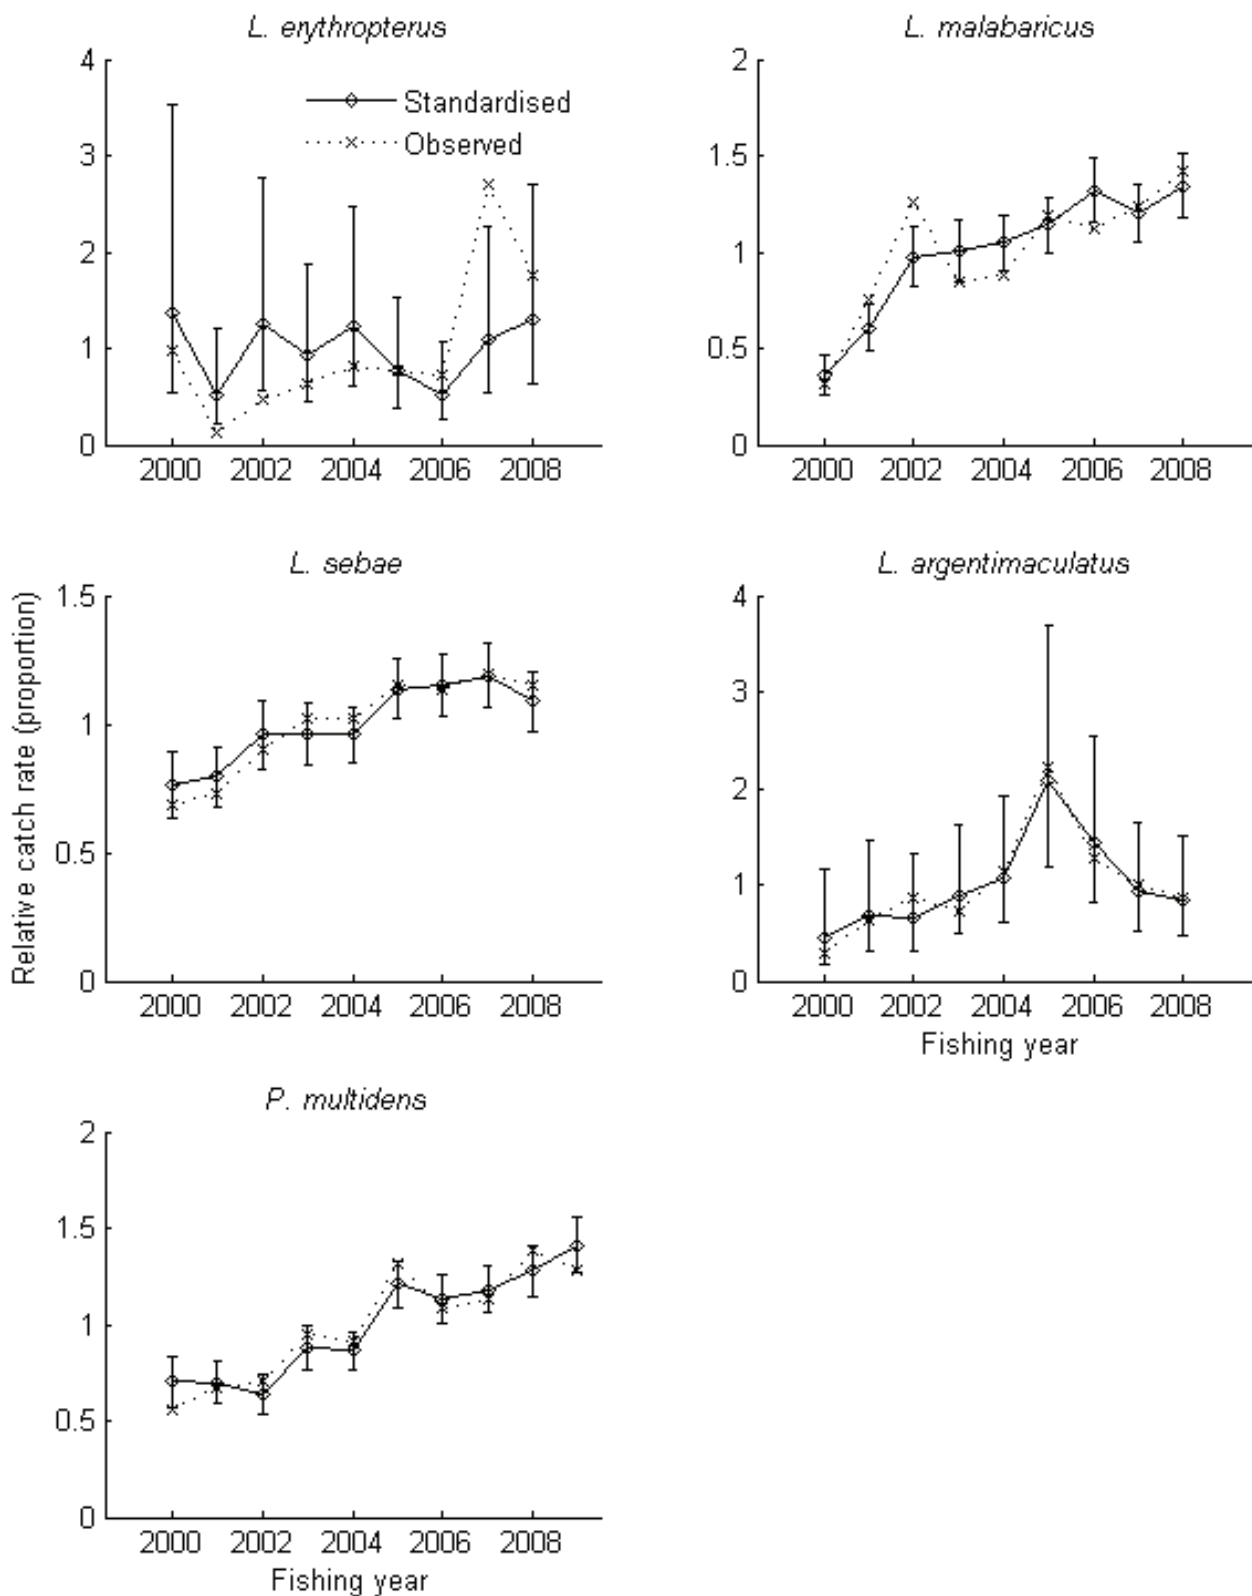 L. erythropterus
4
3
2
1
0
Standardised
Observed
2000 2002 2004 2006 2008
L. malabaricus
2
1.5
1
0.5
0
2000 2002 2004 2006 2008
Relative catch rate (proportion)
L. sebae
1.5
1
0.5
0
2000 2002 2004 2006 2008
L. argentimaculatus
4
3
2
1
0
2000 2002 2004 2006 2008
Fishing year
P. multidens
2
1.5
1
0.5
0
2000 2002 2004 2006 2008
Fishing year